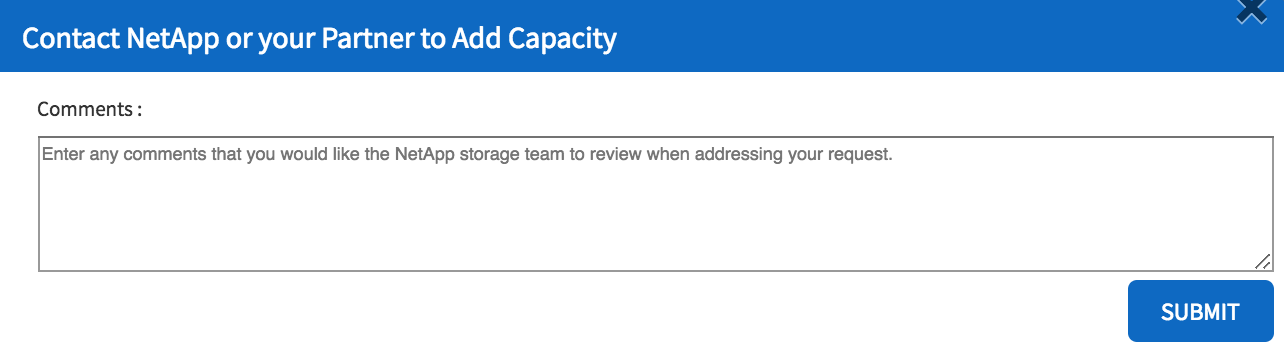 Contact NetApp or your Partner to Add Capacity
Comments :
Enter any comments that you would like the NetApp storage team to review when addressing your request.
SUBMIT